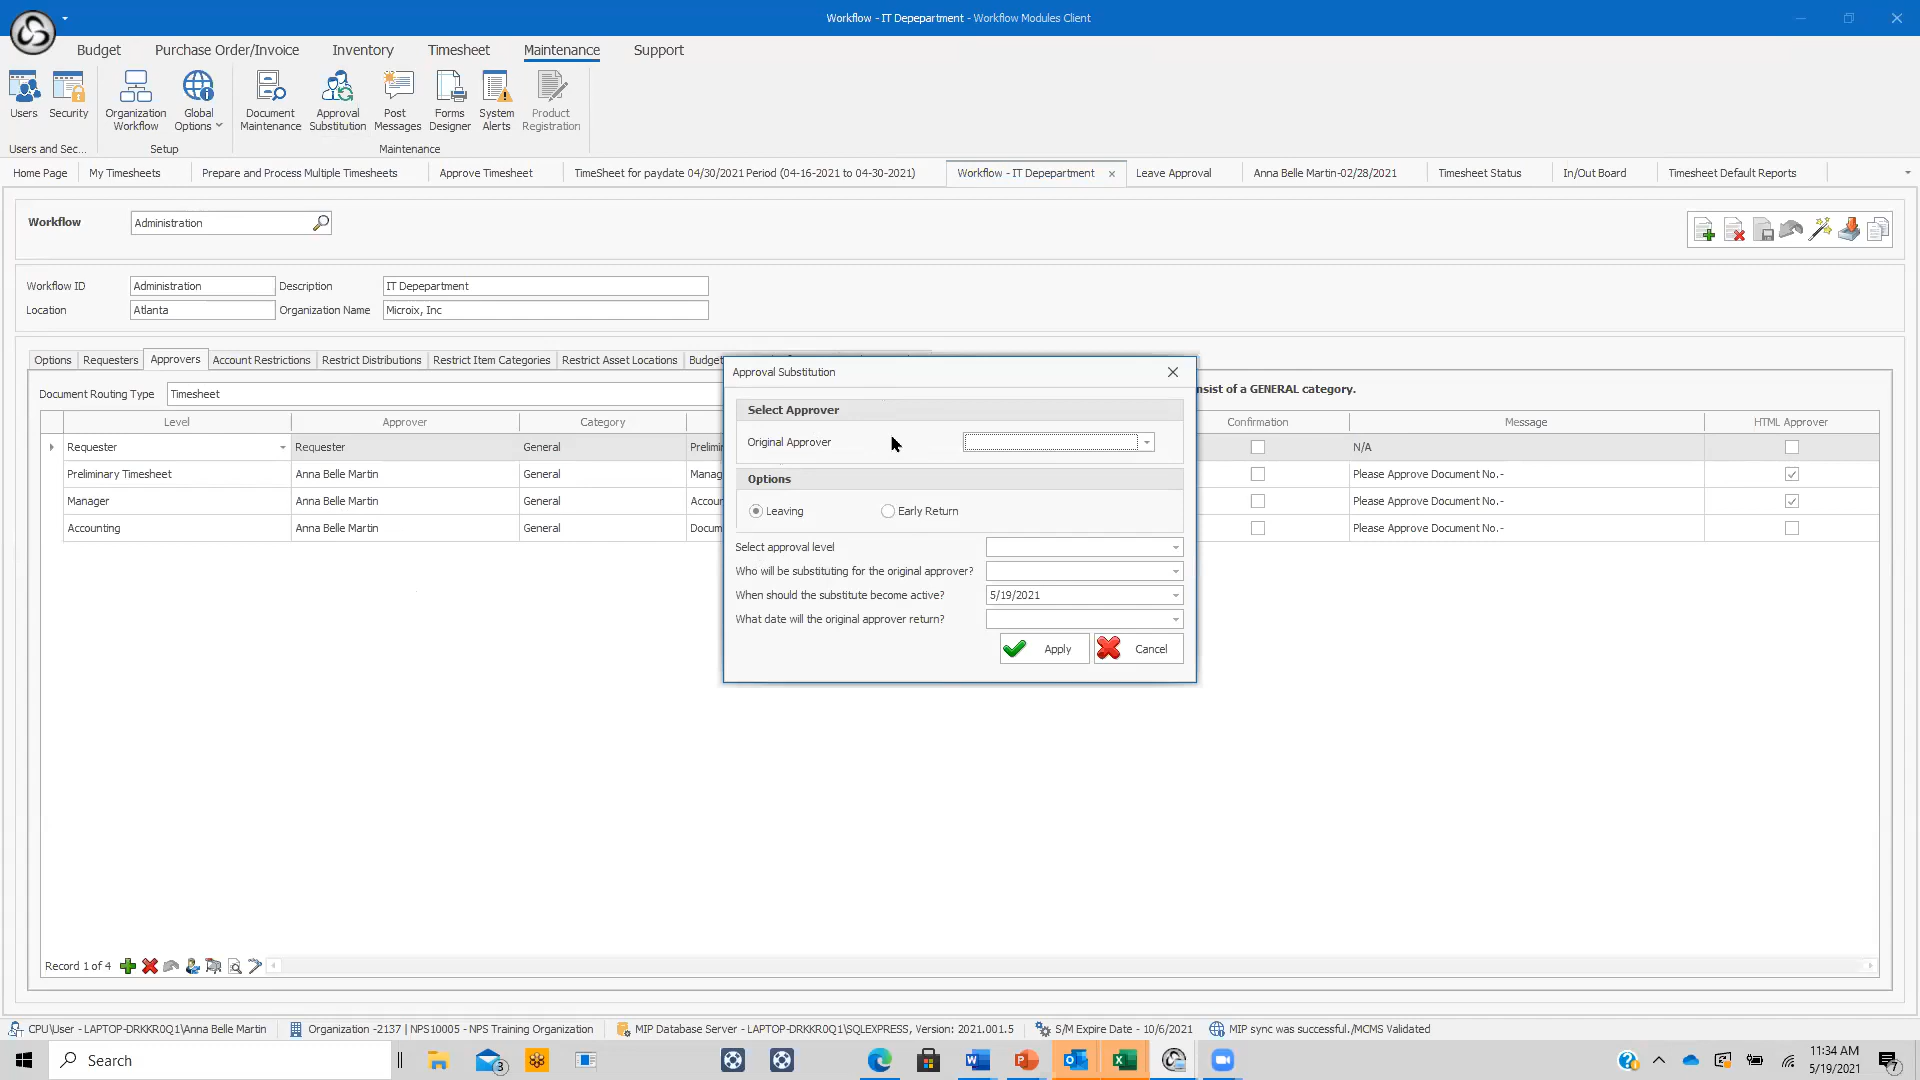 Workflow - IT Depepartment - Workflow Modules Client
Budget Purchase Order/Invoice Inventory Timesheet Maintenance Support
Users Security Organization Workflow Global Options Document Maintenance Approval Substitution Post Messages Forms Designer System Alerts Product Registration
Users and Sec... Setup Maintenance
Home Page My Timesheets Prepare and Process Multiple Timesheets Approve Timesheet TimeSheet for paydate 04/30/2021 Period (04-16-2021 to 04-30-2021) Workflow - IT Depepartment Leave Approval Anna Belle Martin-02/28/2021 Timesheet Status In/Out Board Timesheet Default Reports
Workflow Administration
Workflow ID Administration Description IT Depepartment
Location Atlanta Organization Name Microix, Inc
Options Requesters Approvers Account Restrictions Restrict Distributions Restrict Item Categories Restrict Asset Locations Budget
Document Routing Type Timesheet nsist of a GENERAL category.
Level Approver Category Confirmation Message HTML Approver
Requester Requester General Prelimi N/A
Preliminary Timesheet Anna Belle Martin General Manag Please Approve Document No.-
Manager Anna Belle Martin General Accou Please Approve Document No.-
Accounting Anna Belle Martin General Docum Please Approve Document No.-
Approval Substitution
Select Approver
Original Approver
Options
Leaving Early Return
Select approval level
Who will be substituting for the original approver?
When should the substitute become active? 5/19/2021
What date will the original approver return?
Apply Cancel
Record 1 of 4
CPU\User - LAPTOP-DRKKR0Q1\Anna Belle Martin Organization -2137 | NPS10005 - NPS Training Organization MIP Database Server - LAPTOP-DRKKR0Q1\SQLEXPRESS, Version: 2021.001.5 S/M Expire Date - 10/6/2021 MIP sync was successful./MCMS Validated
Search 3 11:34 AM
5/19/2021 7